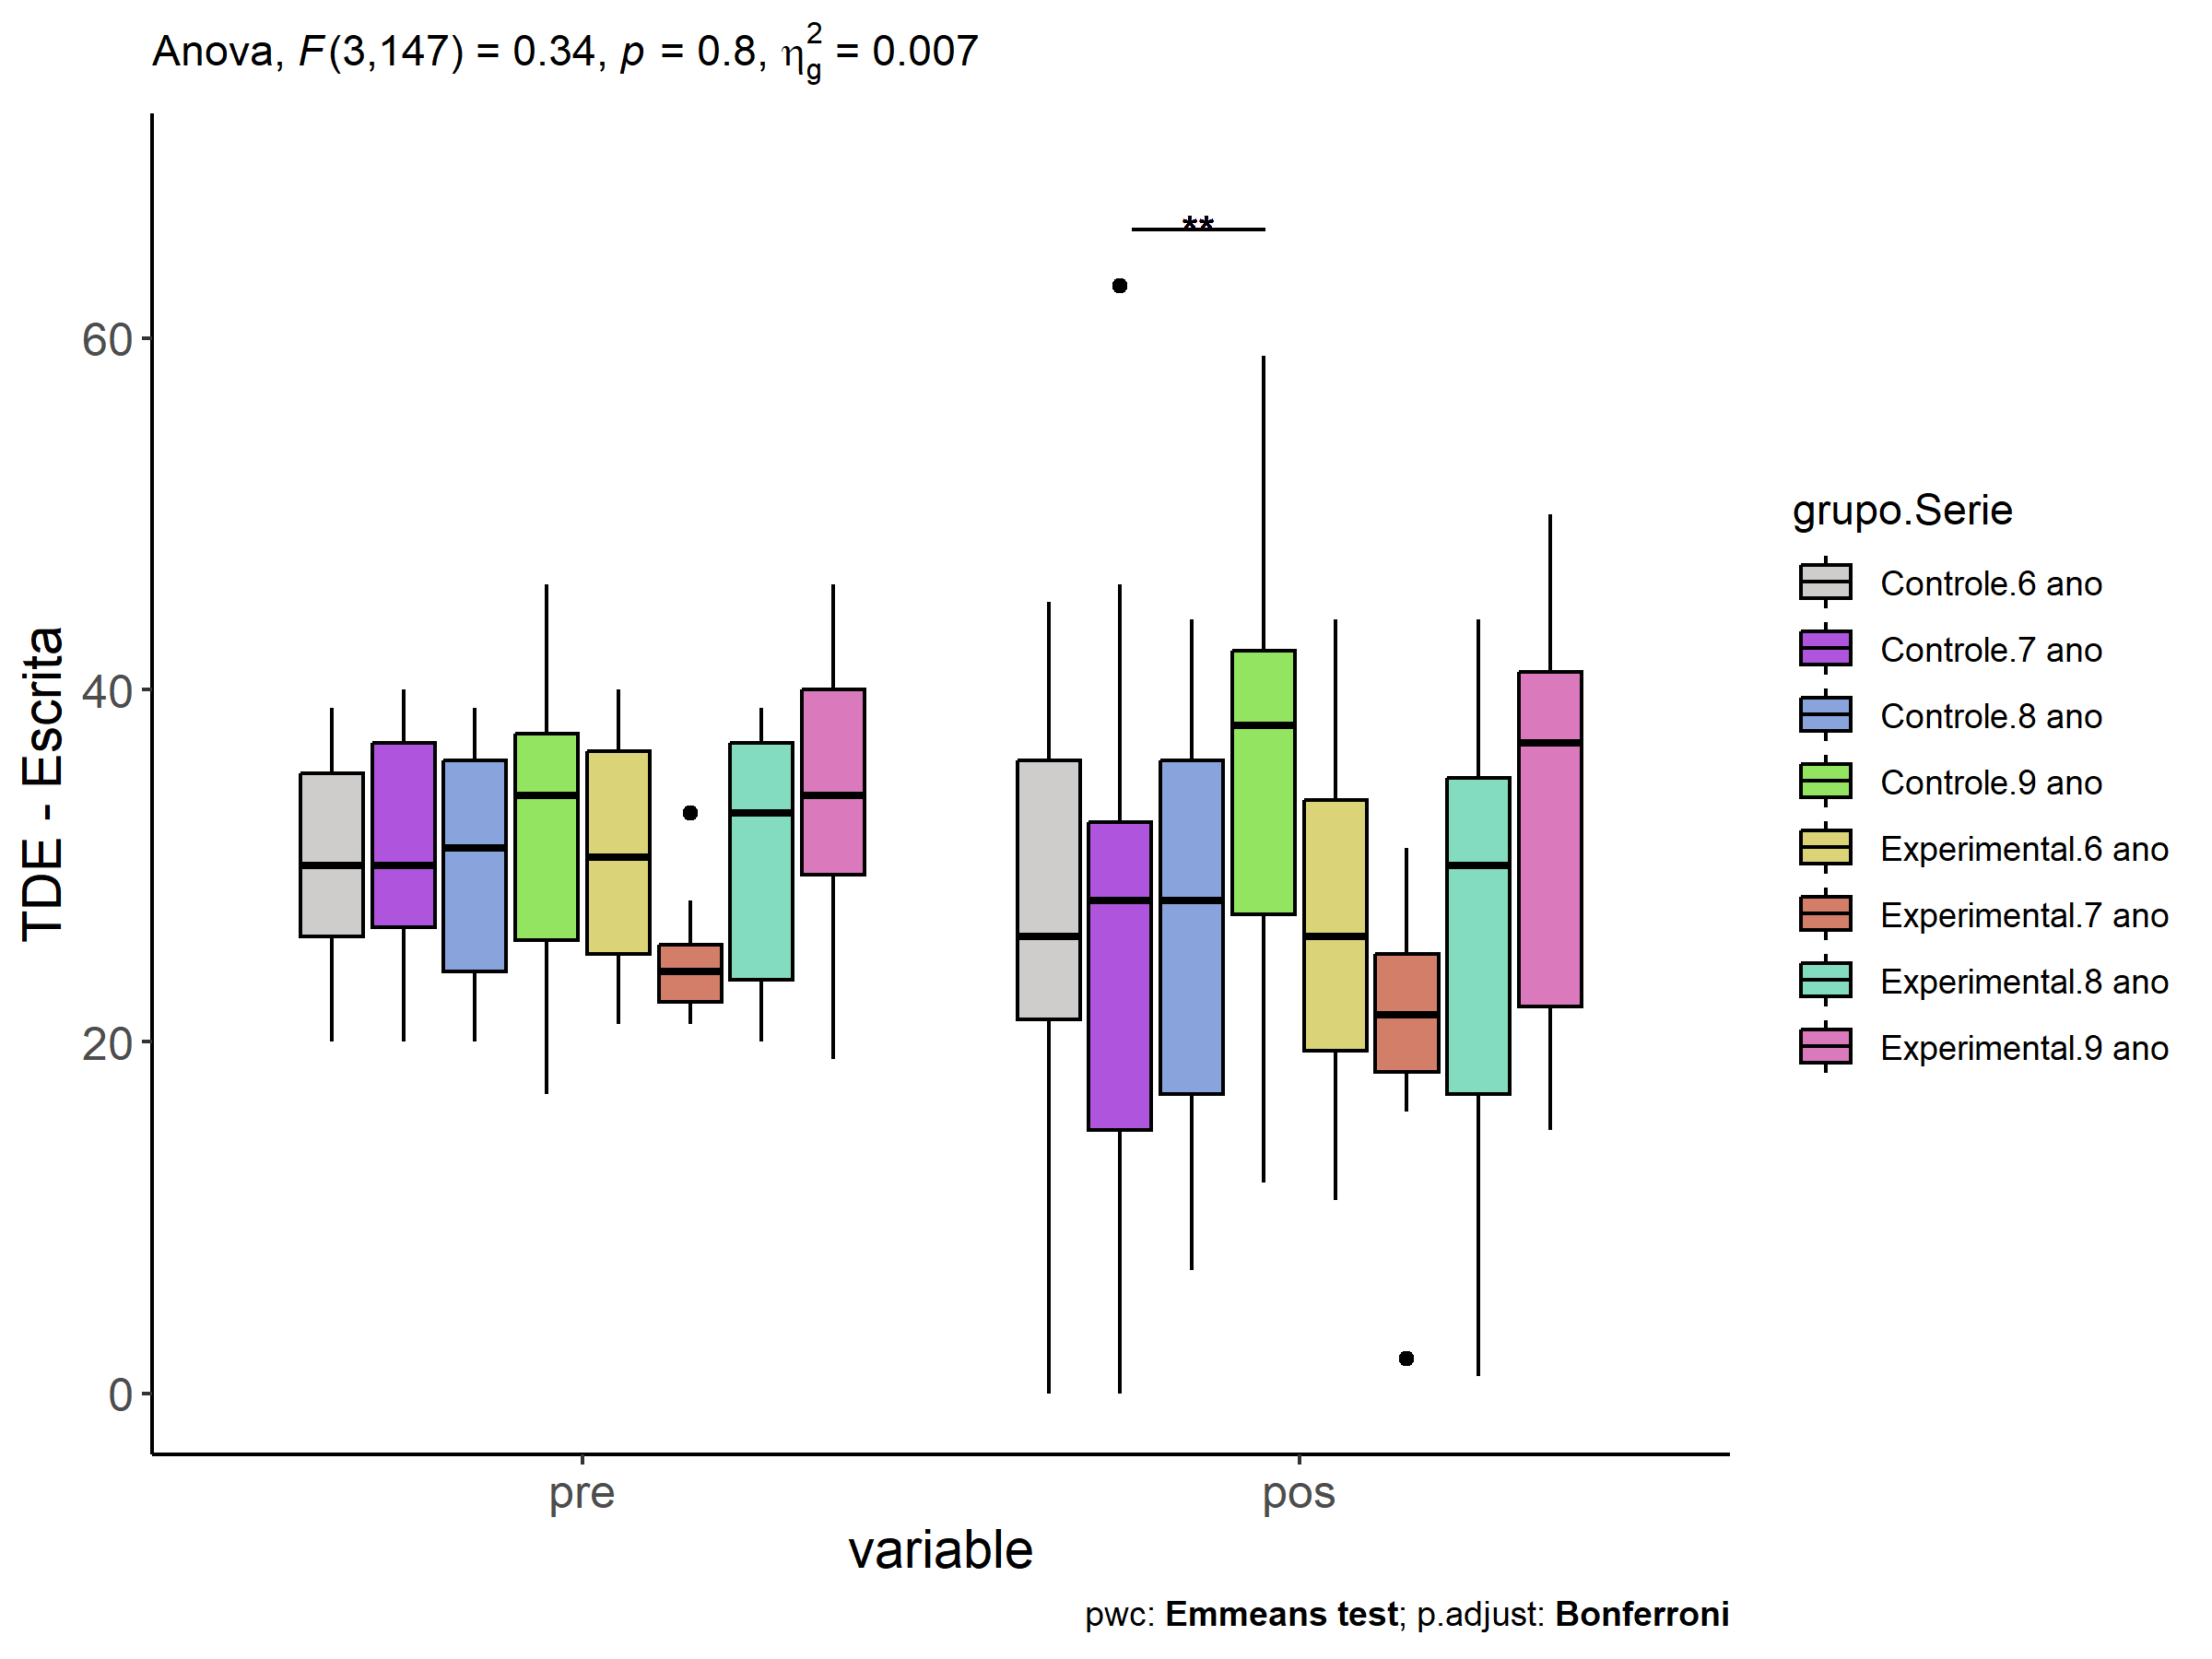 Anova, F(3,147) = 0.34, p = 0.8, η²g = 0.007
**
60
40
20
0
TDE - Escrita
pre
pos
variable
grupo.Serie
Controle.6 ano
Controle.7 ano
Controle.8 ano
Controle.9 ano
Experimental.6 ano
Experimental.7 ano
Experimental.8 ano
Experimental.9 ano
pwc: Emmeans test; p.adjust: Bonferroni